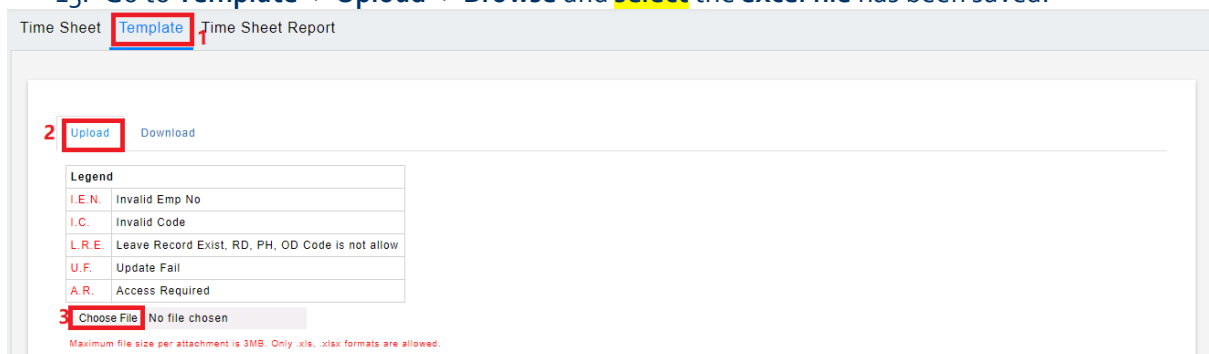 Go to Template → Upload → Browse and select the excel file has been saved.
Time Sheet Template Time Sheet Report
1
2 Upload Download
Legend
I.E.N. Invalid Emp No
I.C. Invalid Code
L.R.E. Leave Record Exist, RD, PH, OD Code is not allow
U.F. Update Fail
A.R. Access Required
3 Choose File No file chosen
Maximum file size per attachment is 3MB. Only .xls, .xlsx formats are allowed.